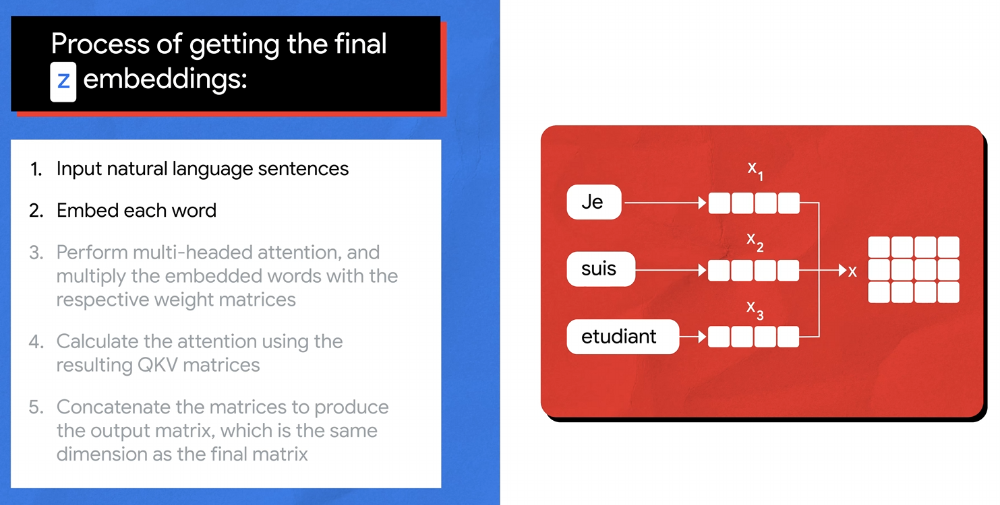 Process of getting the final
z embeddings:
1. Input natural language sentences
2. Embed each word
3. Perform multi-headed attention, and
multiply the embedded words with the
respective weight matrices
4. Calculate the attention using the
resulting QKV matrices
5. Concatenate the matrices to produce
the output matrix, which is the same
dimension as the final matrix
x1
Je
x2
suis
x
x3
etudiant